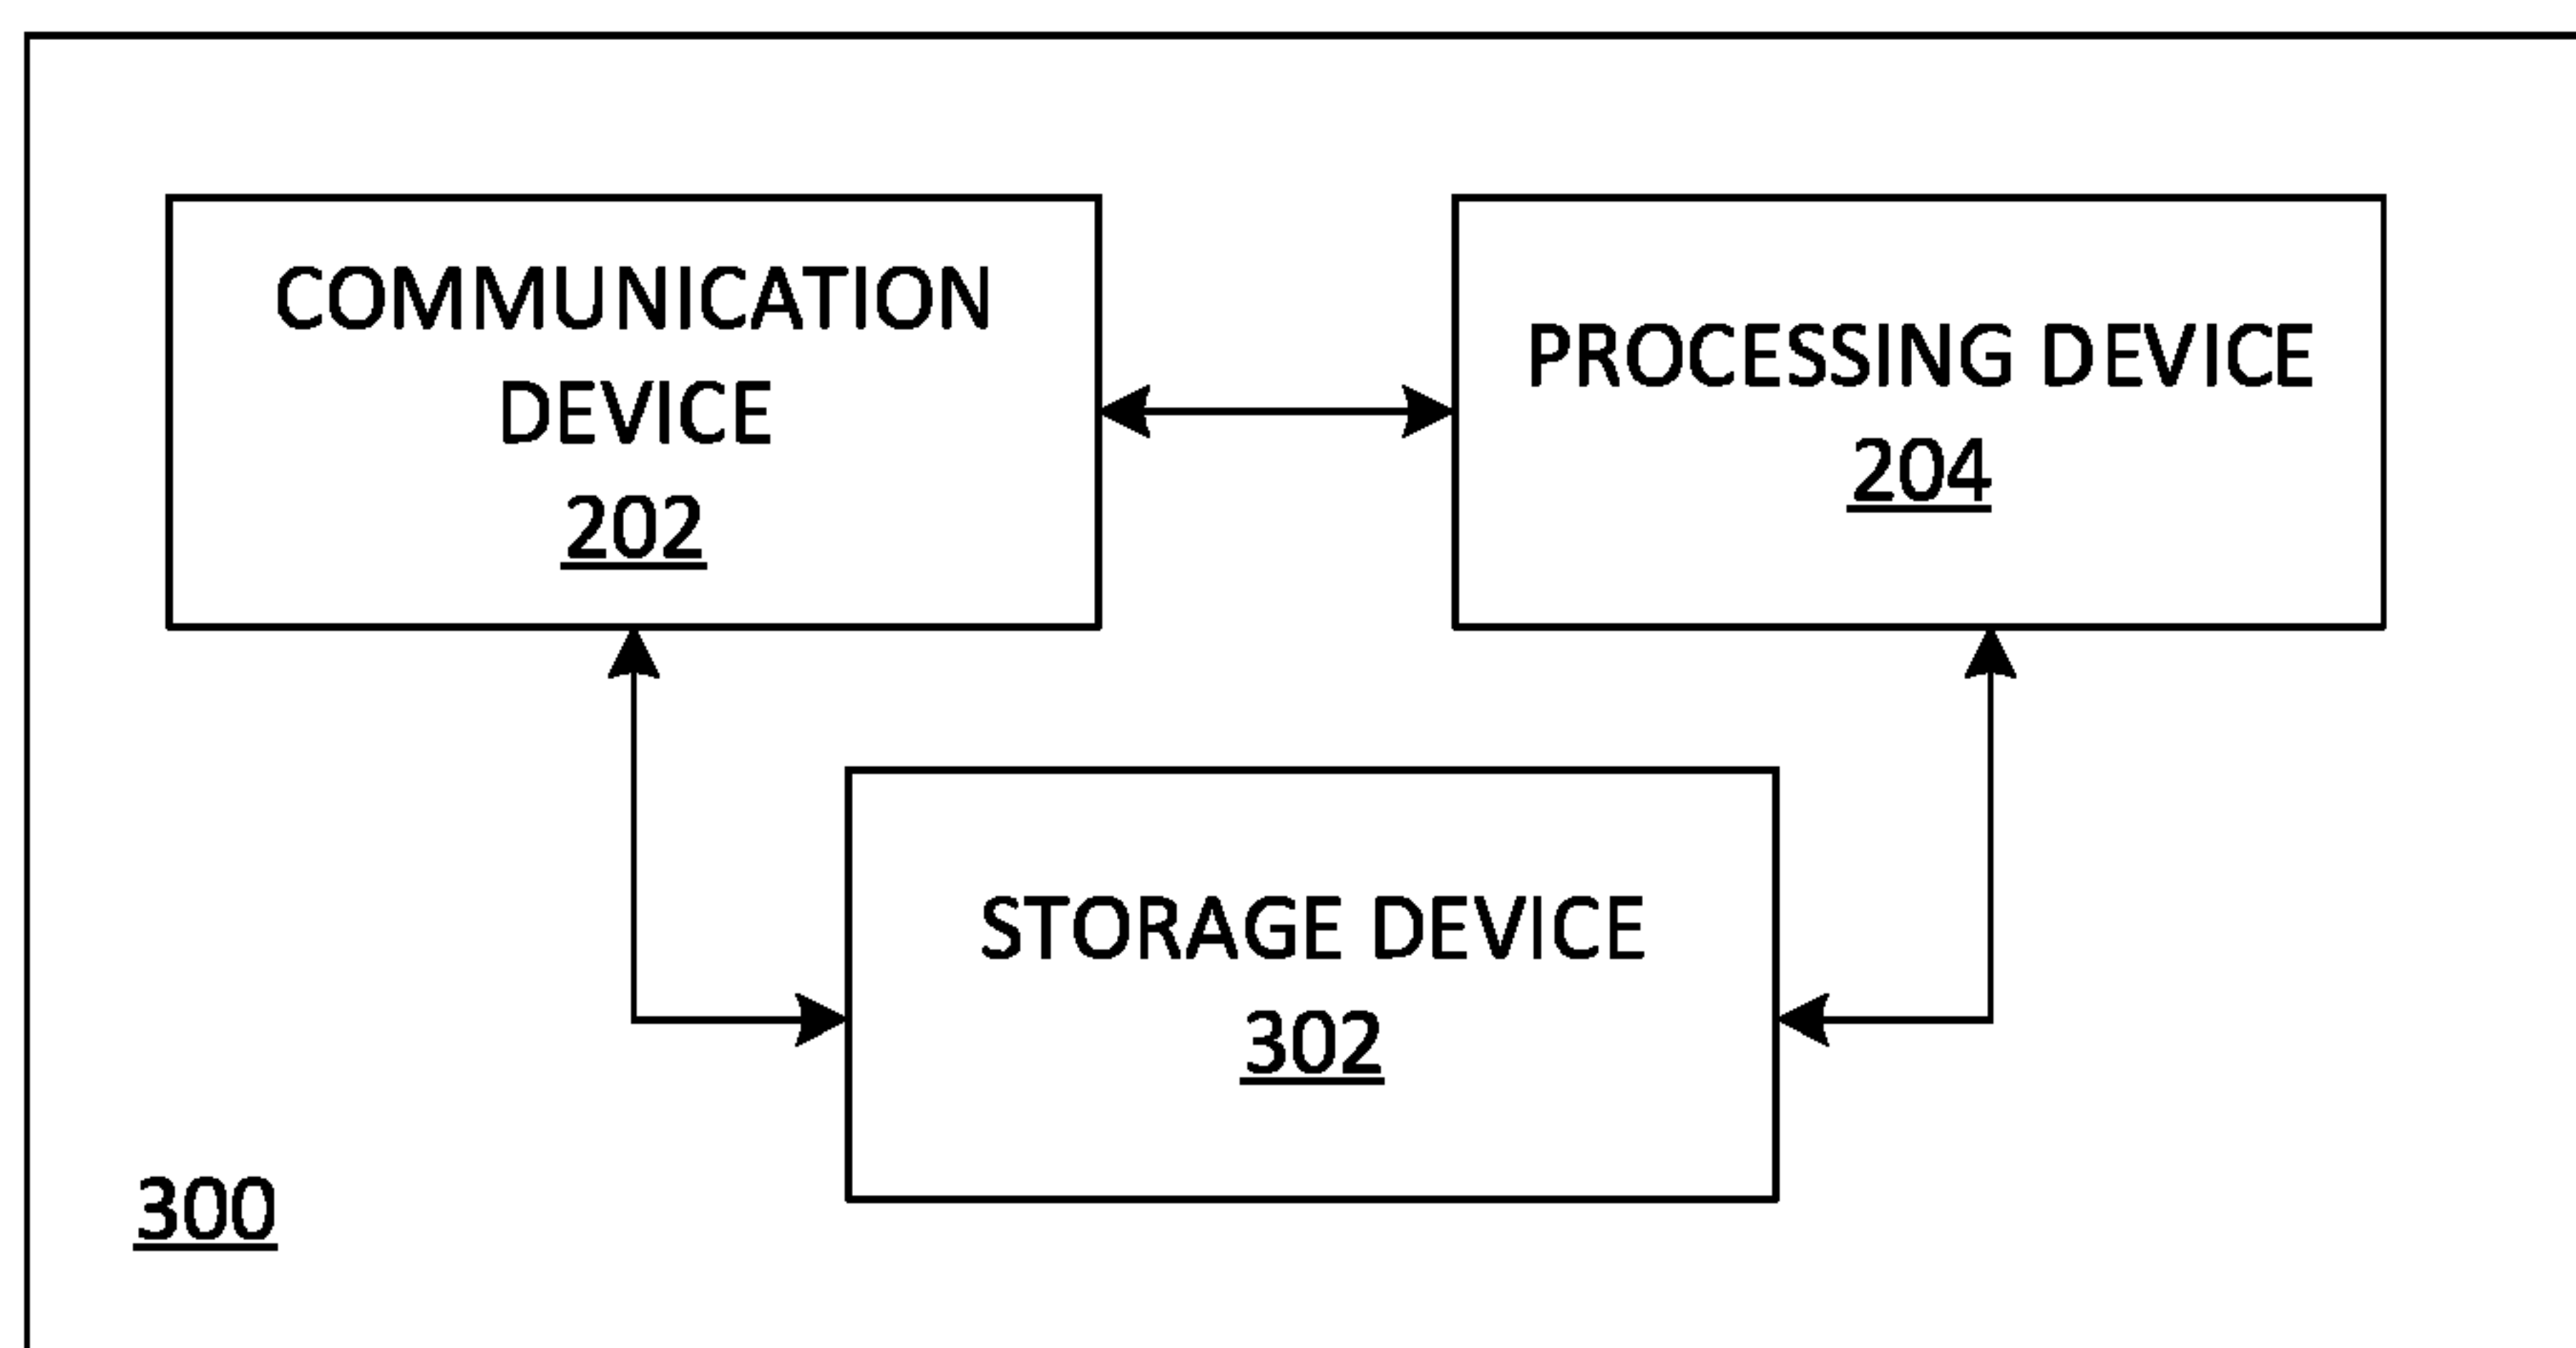 COMMUNICATION
DEVICE
202
PROCESSING DEVICE
204
STORAGE DEVICE
302
300